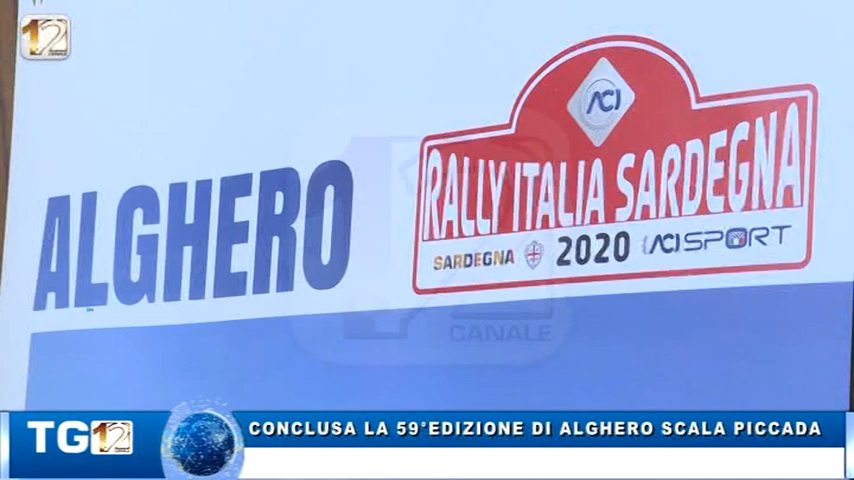 12
ALGHERO
ACI
RALLY ITALIA SARDEGNA
SARDEGNA 2020 ACI SPORT
CANALE
TG12
CONCLUSA LA 59°EDIZIONE DI ALGHERO SCALA PICCADA